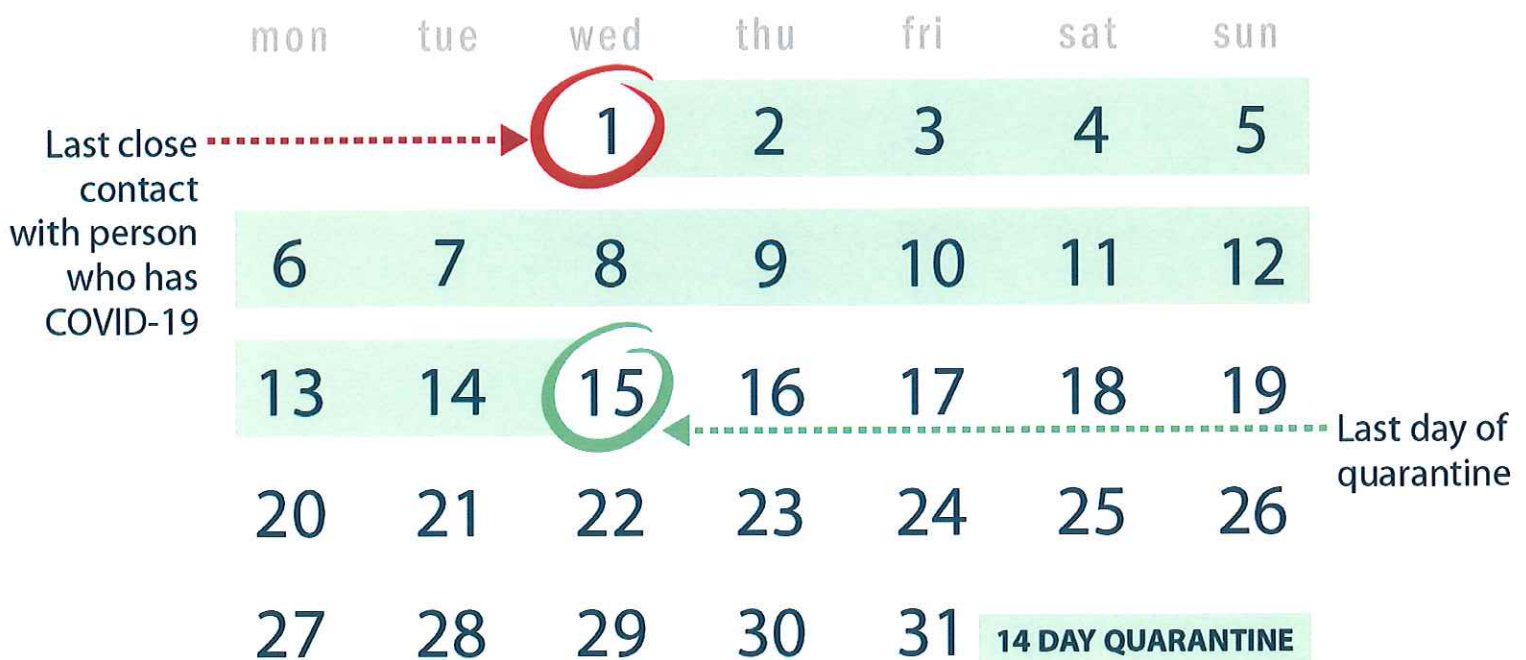 mon tue wed thu fri sat sun
1 2 3 4 5
Last close
contact
with person
who has
COVID-19
6 7 8 9 10 11 12
13 14 15 16 17 18 19
Last day of
quarantine
20 21 22 23 24 25 26
27 28 29 30 31
14 DAY QUARANTINE